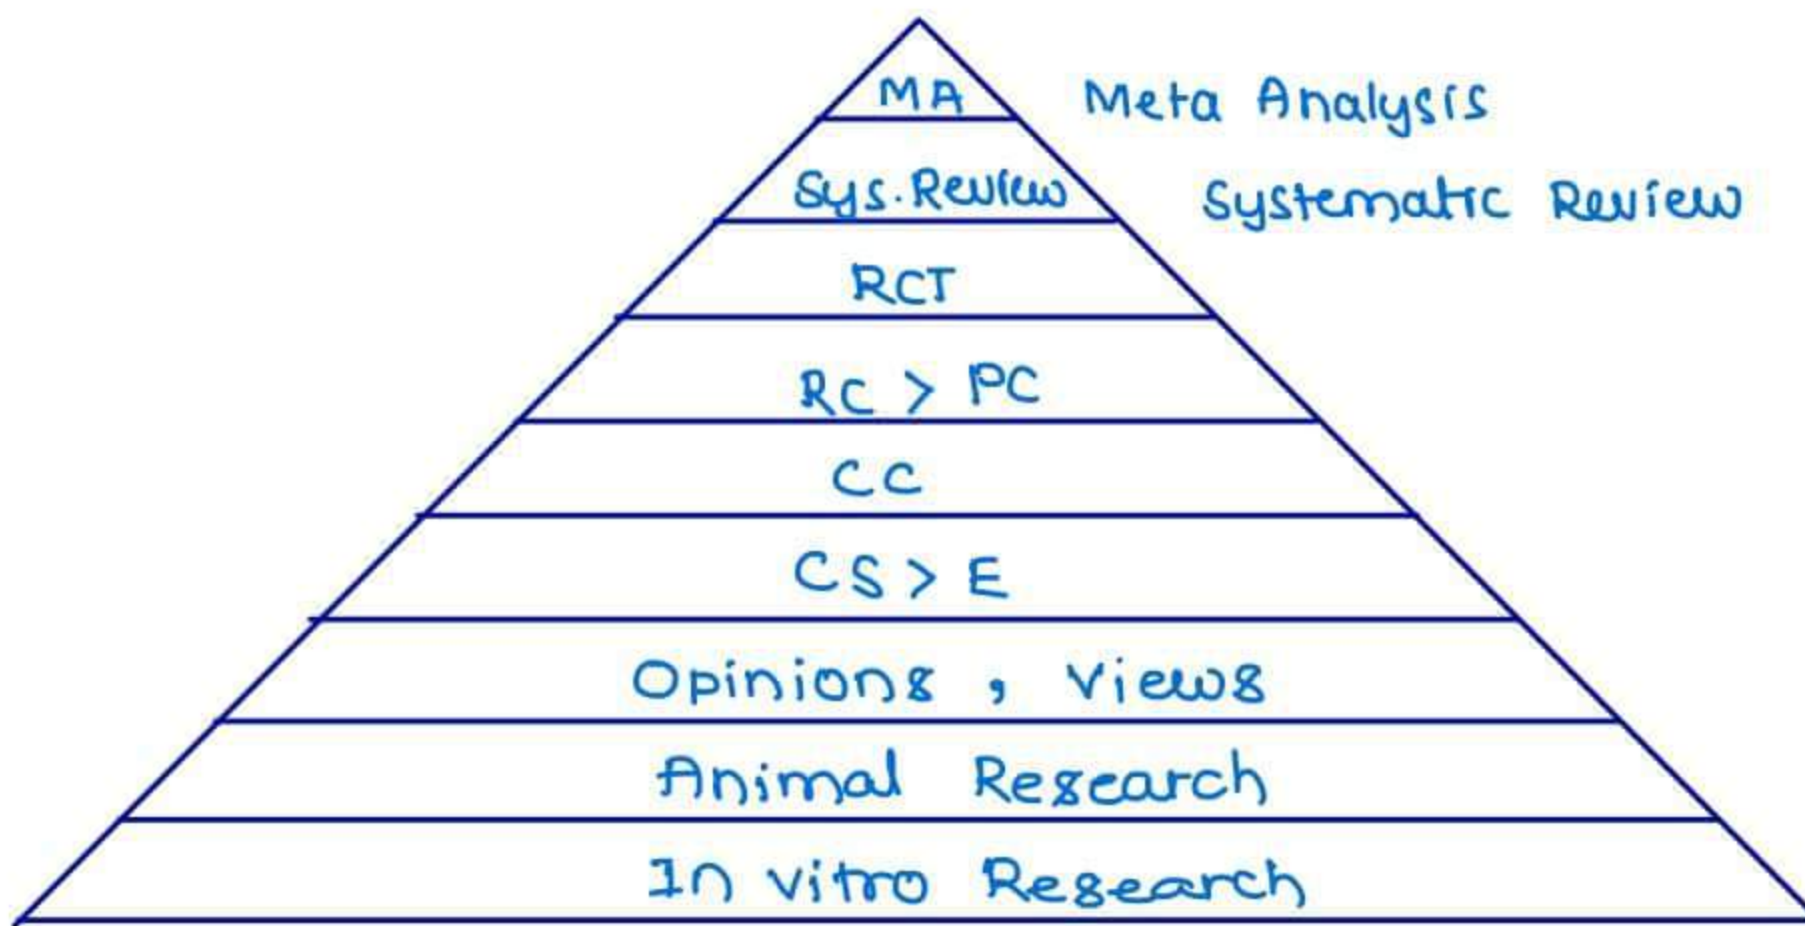 MA Meta Analysis
Sys. Review Systematic Review
RCT
RC > PC
CC
CS > E
Opinions , Views
Animal Research
In vitro Research